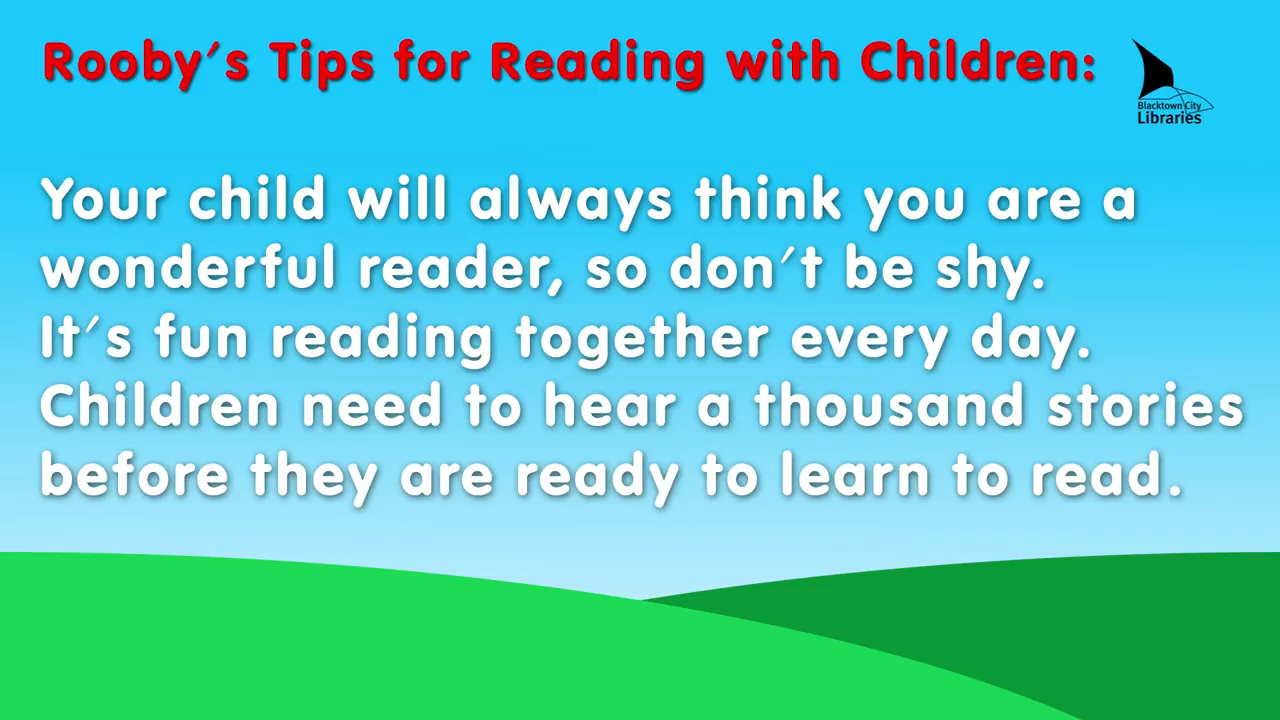 Rooby's Tips for Reading with Children:
Blacktown City
Libraries
Your child will always think you are a
wonderful reader, so don't be shy.
It's fun reading together every day.
Children need to hear a thousand stories
before they are ready to learn to read.